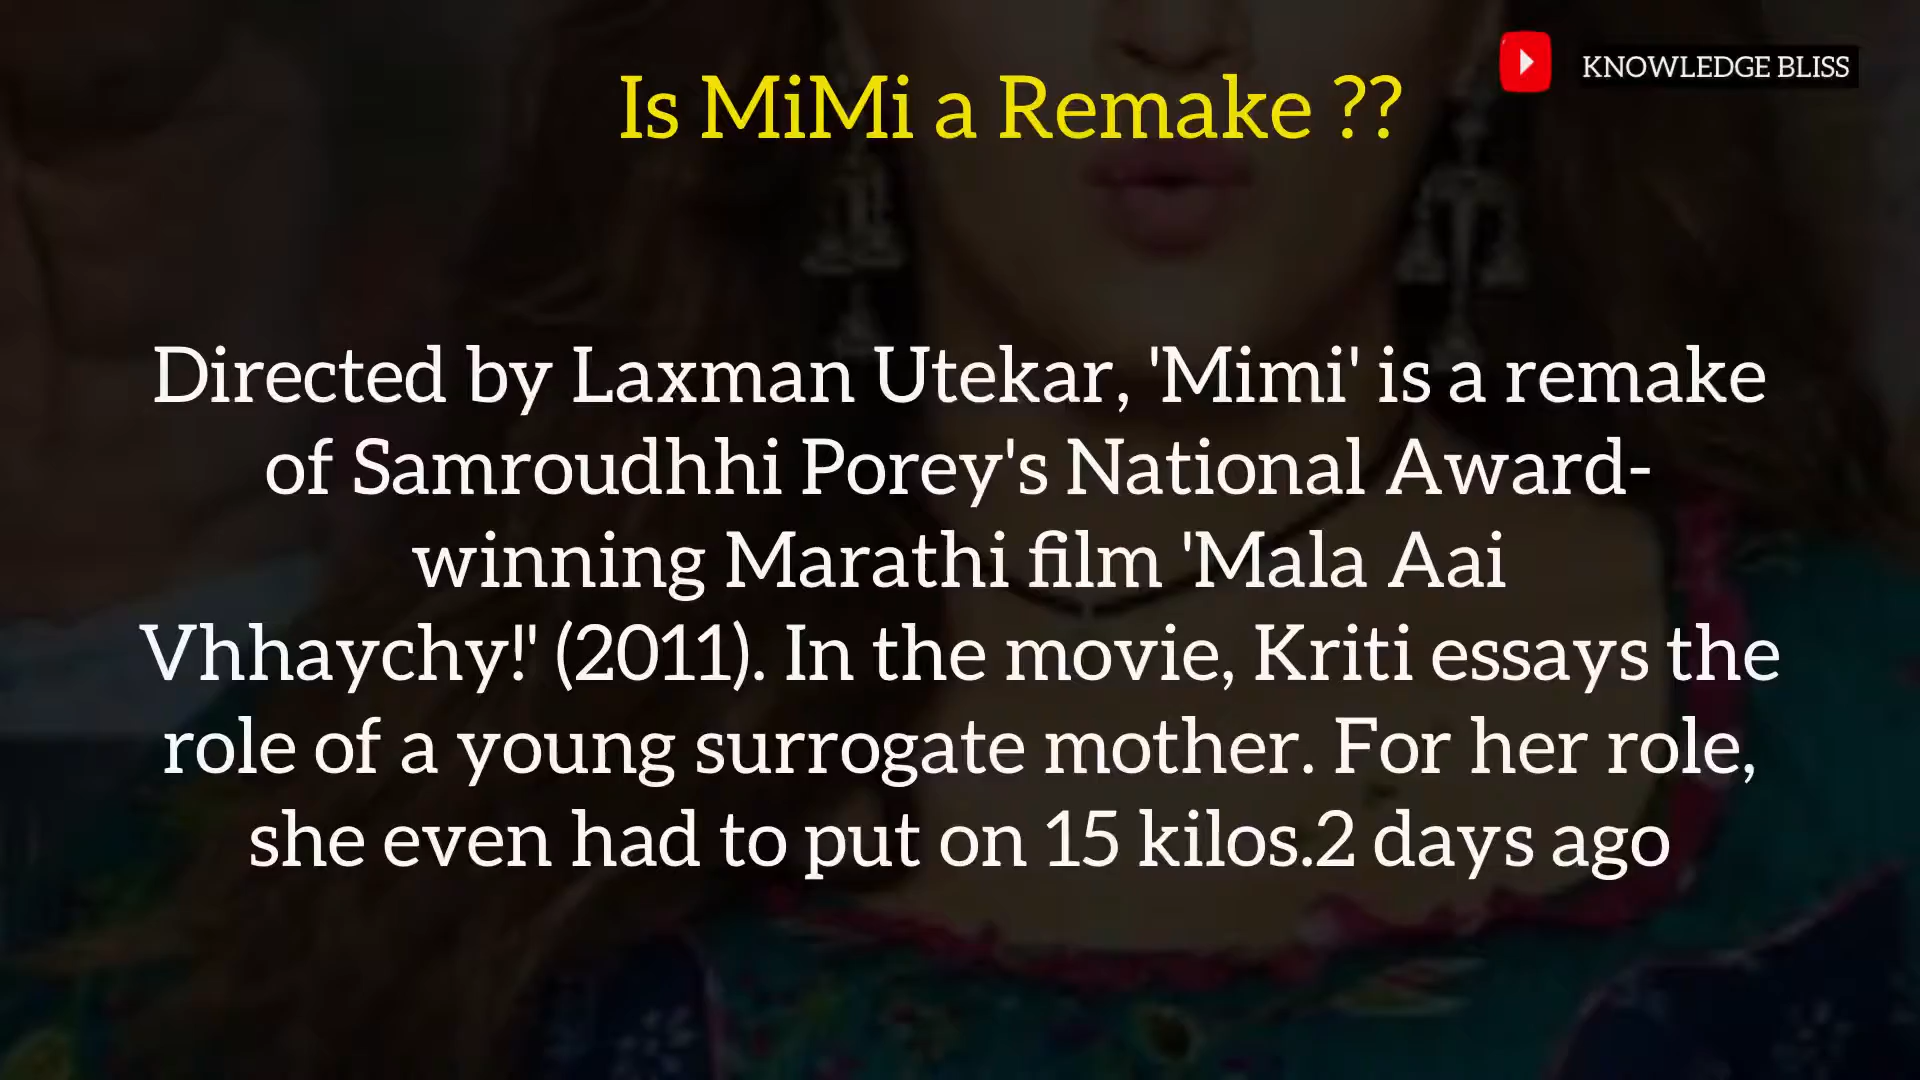 KNOWLEDGE BLISS
Is MiMi a Remake ??
Directed by Laxman Utekar, 'Mimi' is a remake
of Samroudhhi Porey's National Award-
winning Marathi film 'Mala Aai
Vhhaychy!' (2011). In the movie, Kriti essays the
role of a young surrogate mother. For her role,
she even had to put on 15 kilos.2 days ago